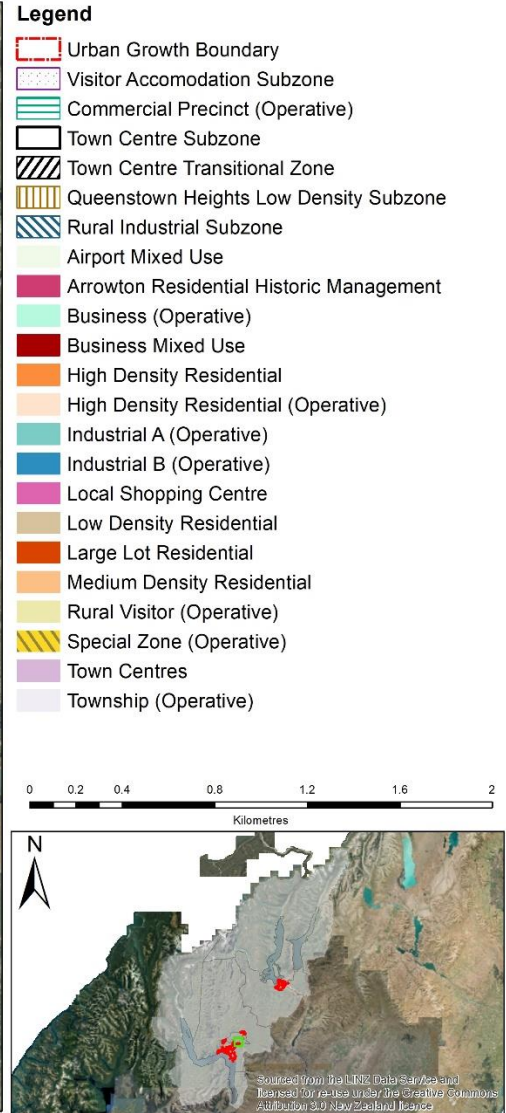 Legend
Urban Growth Boundary
Visitor Accomodation Subzone
Commercial Precinct (Operative)
Town Centre Subzone
Town Centre Transitional Zone
Queenstown Heights Low Density Subzone
Rural Industrial Subzone
Airport Mixed Use
Arrowton Residential Historic Management
Business (Operative)
Business Mixed Use
High Density Residential
High Density Residential (Operative)
Industrial A (Operative)
Industrial B (Operative)
Local Shopping Centre
Low Density Residential
Large Lot Residential
Medium Density Residential
Rural Visitor (Operative)
Special Zone (Operative)
Town Centres
Township (Operative)
0 0.2 0.4 0.8 1.2 1.6 2
Kilometres
N
Sourced from the LINZ Data Service and
licensed for re-use under the Creative Commons
Attribution 3.0 New Zealand licence